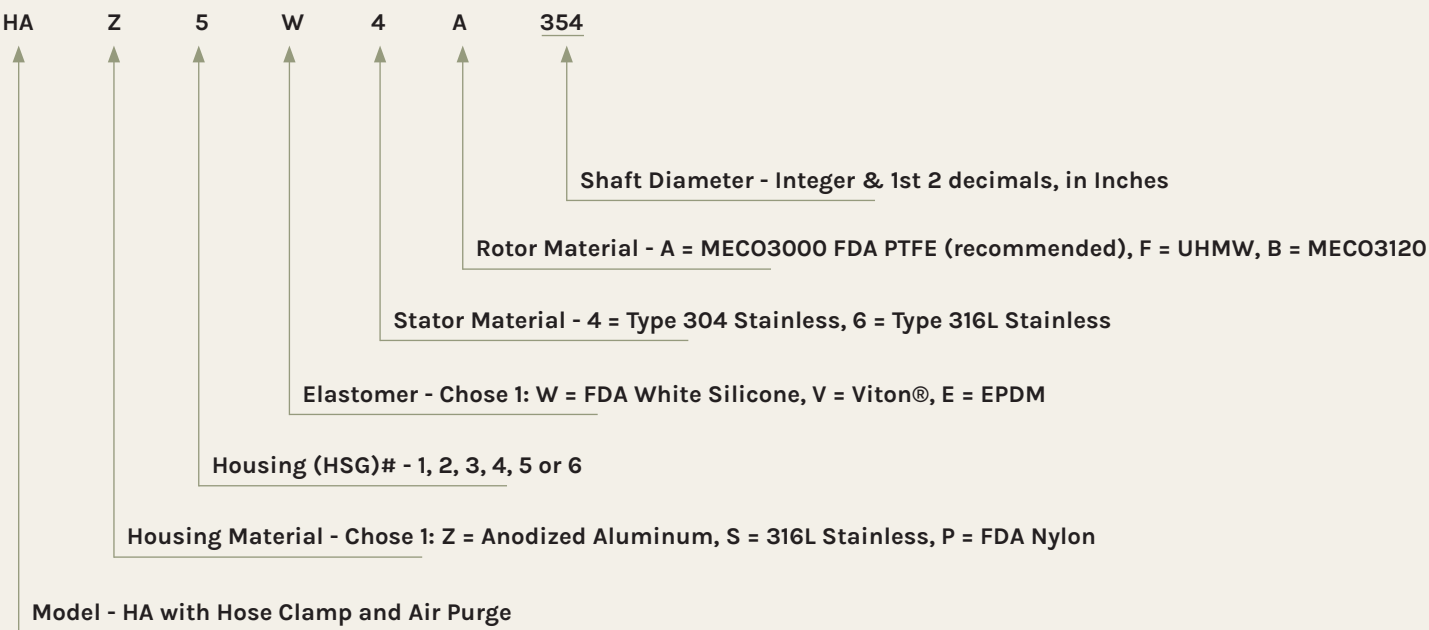 HA Z 5 W 4 A 354
Shaft Diameter - Integer & 1st 2 decimals, in Inches
Rotor Material - A = MECO3000 FDA PTFE (recommended), F = UHMW, B = MECO3120
Stator Material - 4 = Type 304 Stainless, 6 = Type 316L Stainless
Elastomer - Chose 1: W = FDA White Silicone, V = Viton®, E = EPDM
Housing (HSG)# - 1, 2, 3, 4, 5 or 6
Housing Material - Chose 1: Z = Anodized Aluminum, S = 316L Stainless, P = FDA Nylon
Model - HA with Hose Clamp and Air Purge